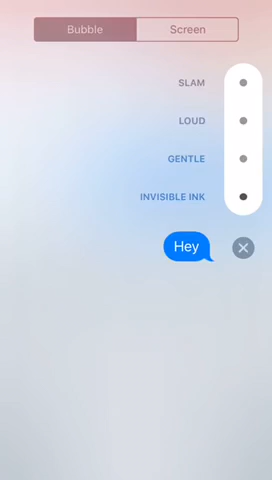 Bubble Screen
SLAM
LOUD
GENTLE
INVISIBLE INK
Hey